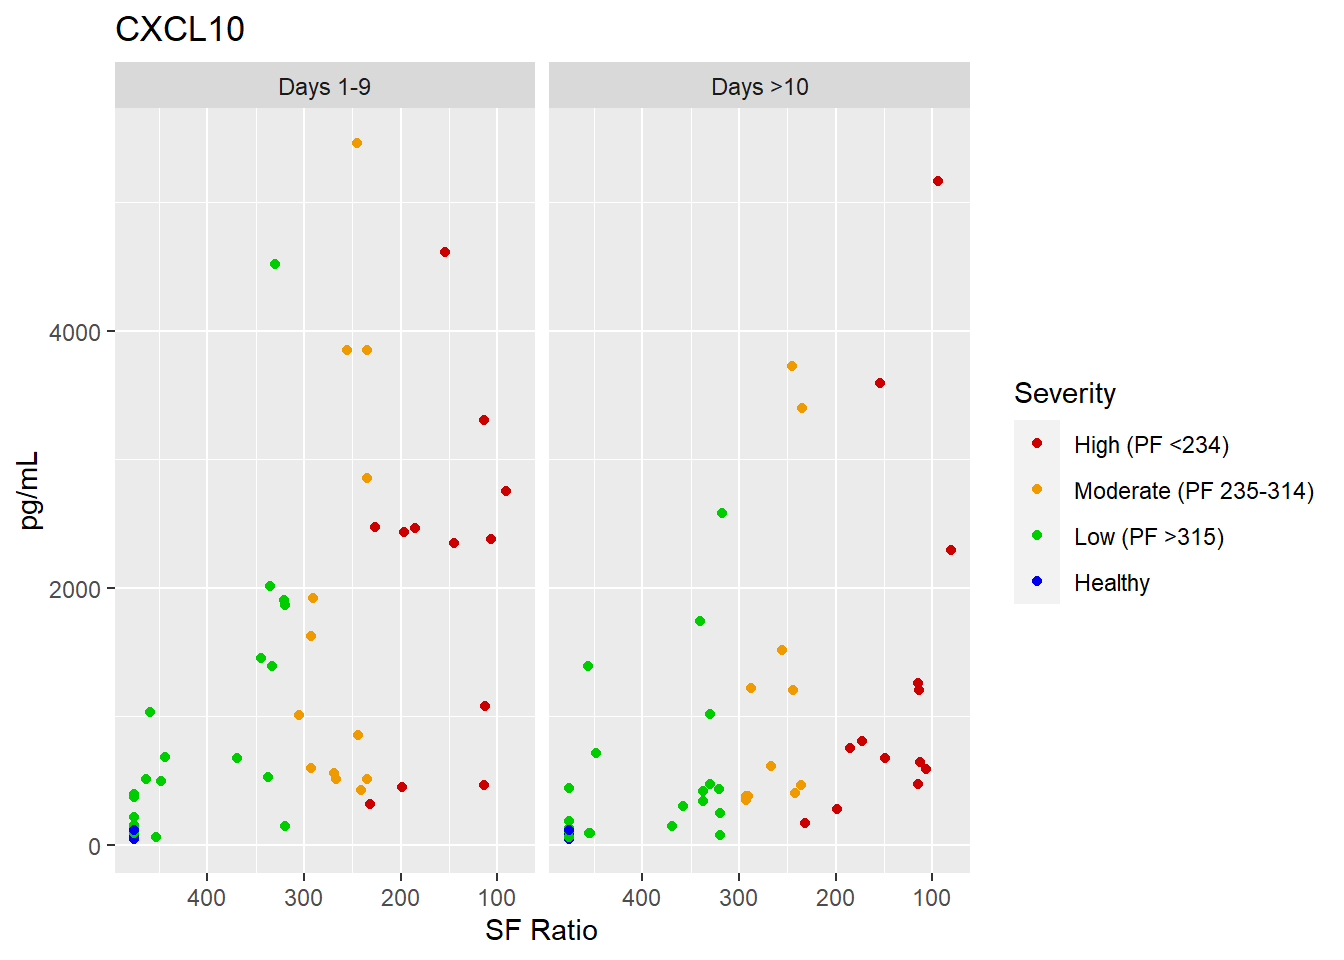 CXCL10
Days 1-9
Days >10
pg/mL
4000
2000
0
400
300
200
100
400
300
200
100
SF Ratio
Severity
High (PF <234)
Moderate (PF 235-314)
Low (PF >315)
Healthy